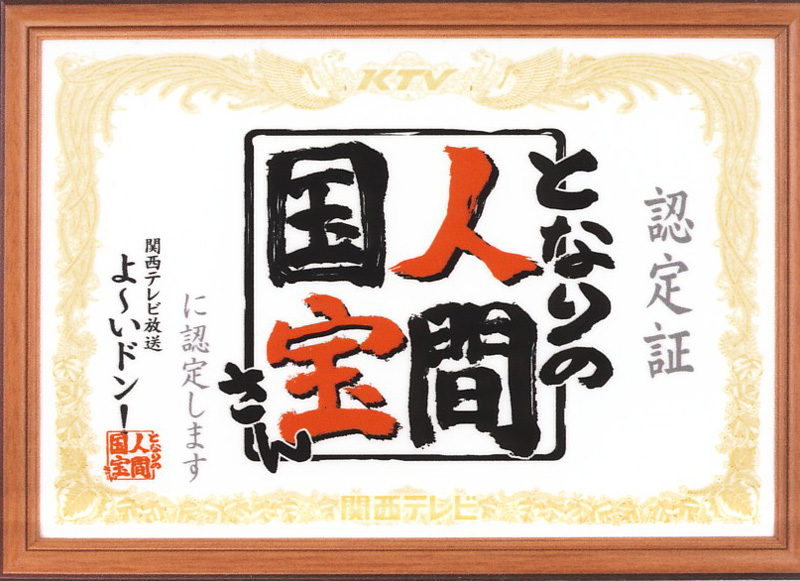 KTV
認定証
となりの
人間
国宝
さん
に認定します
関西テレビ放送
よ〜いドン！
となりの
人間
国宝
さん
関西テレビ